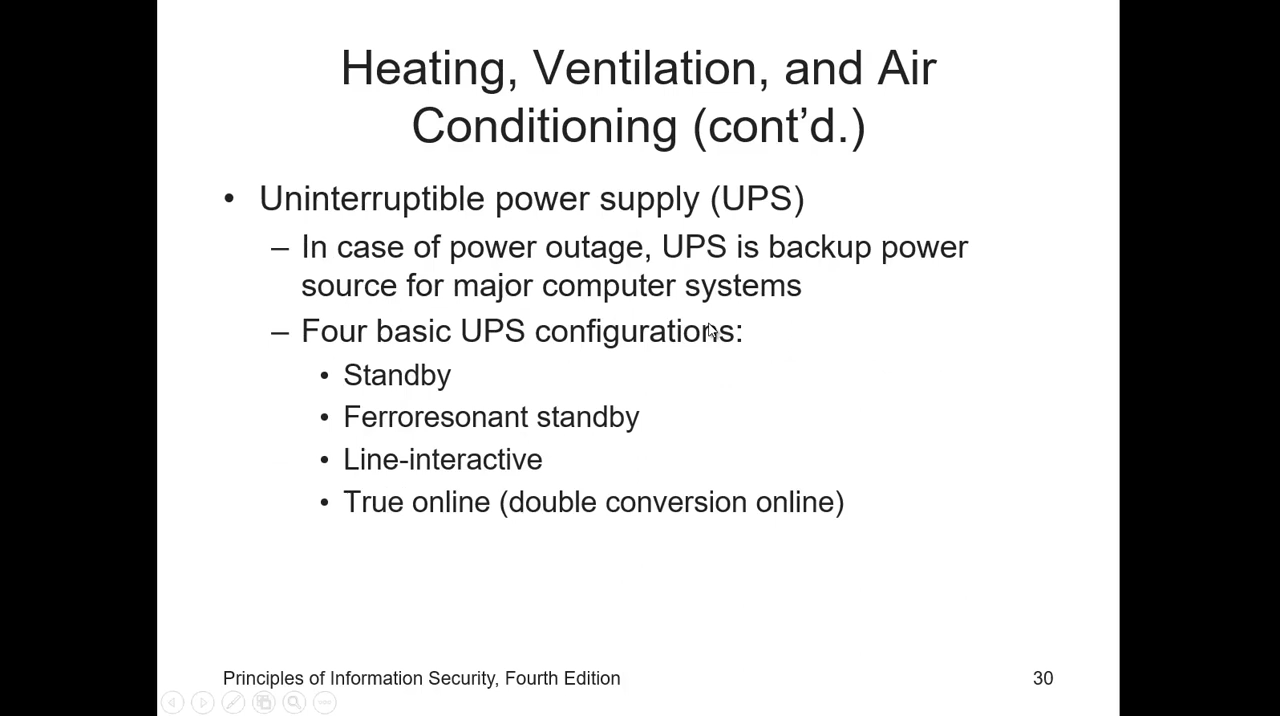 Heating, Ventilation, and Air
Conditioning (cont’d.)
• Uninterruptible power supply (UPS)
– In case of power outage, UPS is backup power
source for major computer systems
– Four basic UPS configurations:
• Standby
• Ferroresonant standby
• Line-interactive
• True online (double conversion online)
Principles of Information Security, Fourth Edition
30